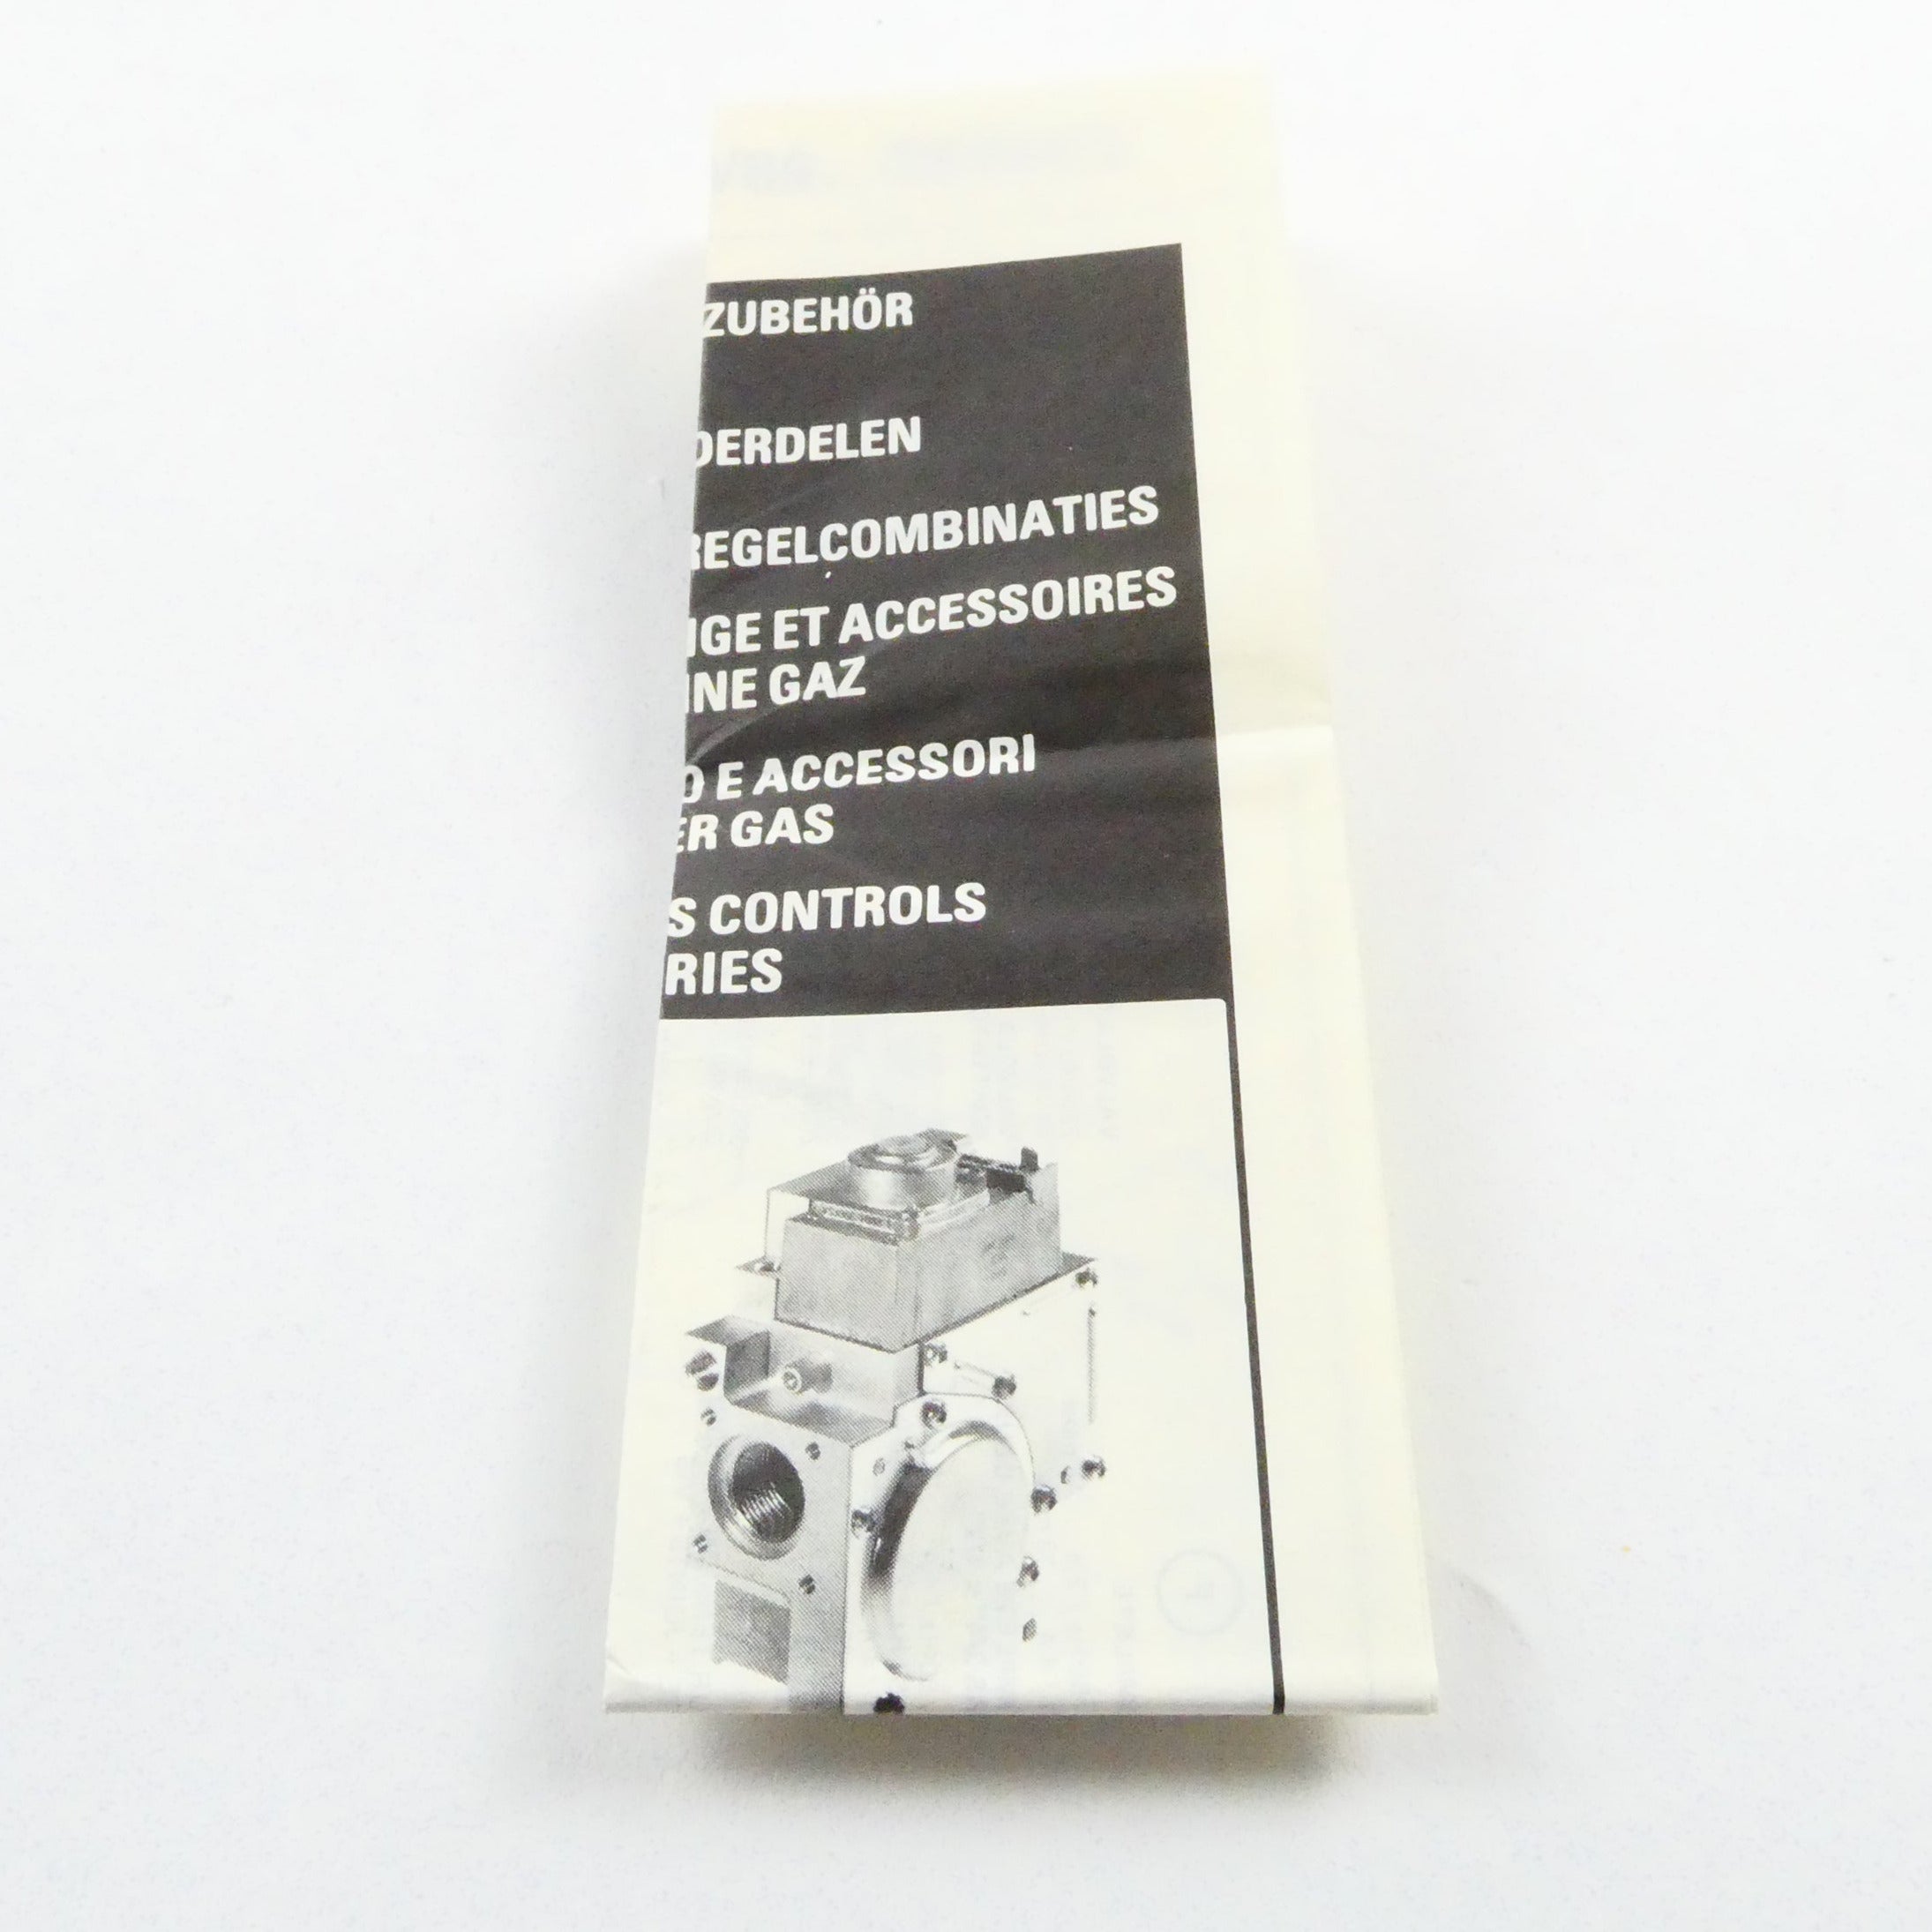 ZUBEHÖR
DERDELEN
REGELCOMBINATIES
IGE ET ACCESSOIRES
INE GAZ
O E ACCESSORI
ER GAS
S CONTROLS
RIES